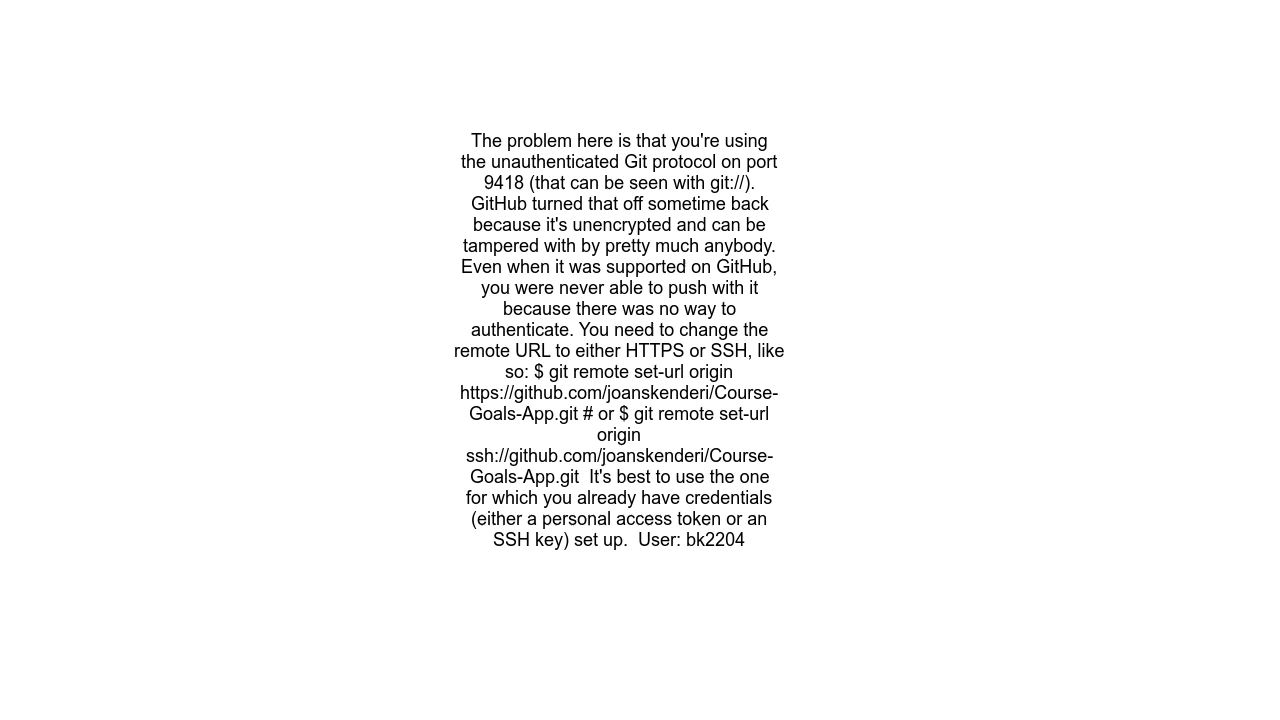 The problem here is that you're using
the unauthenticated Git protocol on port
9418 (that can be seen with git://).
GitHub turned that off sometime back
because it's unencrypted and can be
tampered with by pretty much anybody.
Even when it was supported on GitHub,
you were never able to push with it
because there was no way to
authenticate. You need to change the
remote URL to either HTTPS or SSH, like
so: $ git remote set-url origin
https://github.com/joanskenderi/Course-
Goals-App.git # or $ git remote set-url
origin
ssh://github.com/joanskenderi/Course-
Goals-App.git  It's best to use the one
for which you already have credentials
(either a personal access token or an
SSH key) set up.  User: bk2204